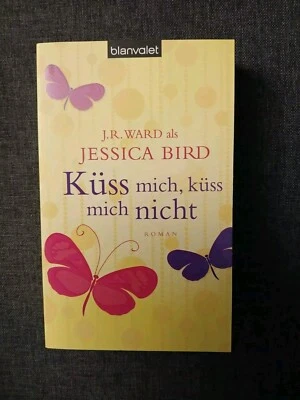 blanvalet
J.R. WARD als
JESSICA BIRD
Küss mich, küss
mich nicht
ROMAN